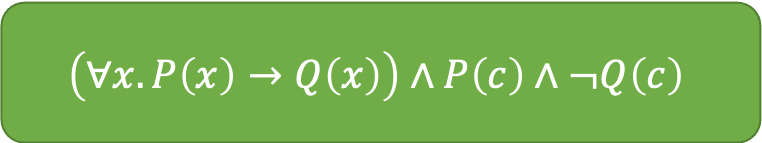 (∀x. P(x) → Q(x)) ∧ P(c) ∧ ¬Q(c)